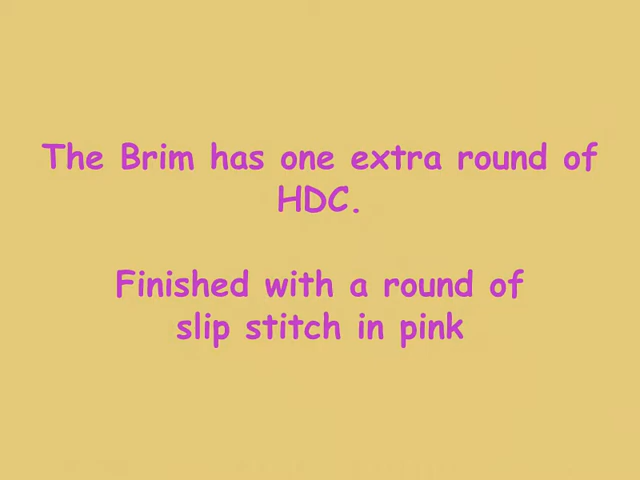 The Brim has one extra round of
HDC.
Finished with a round of
slip stitch in pink